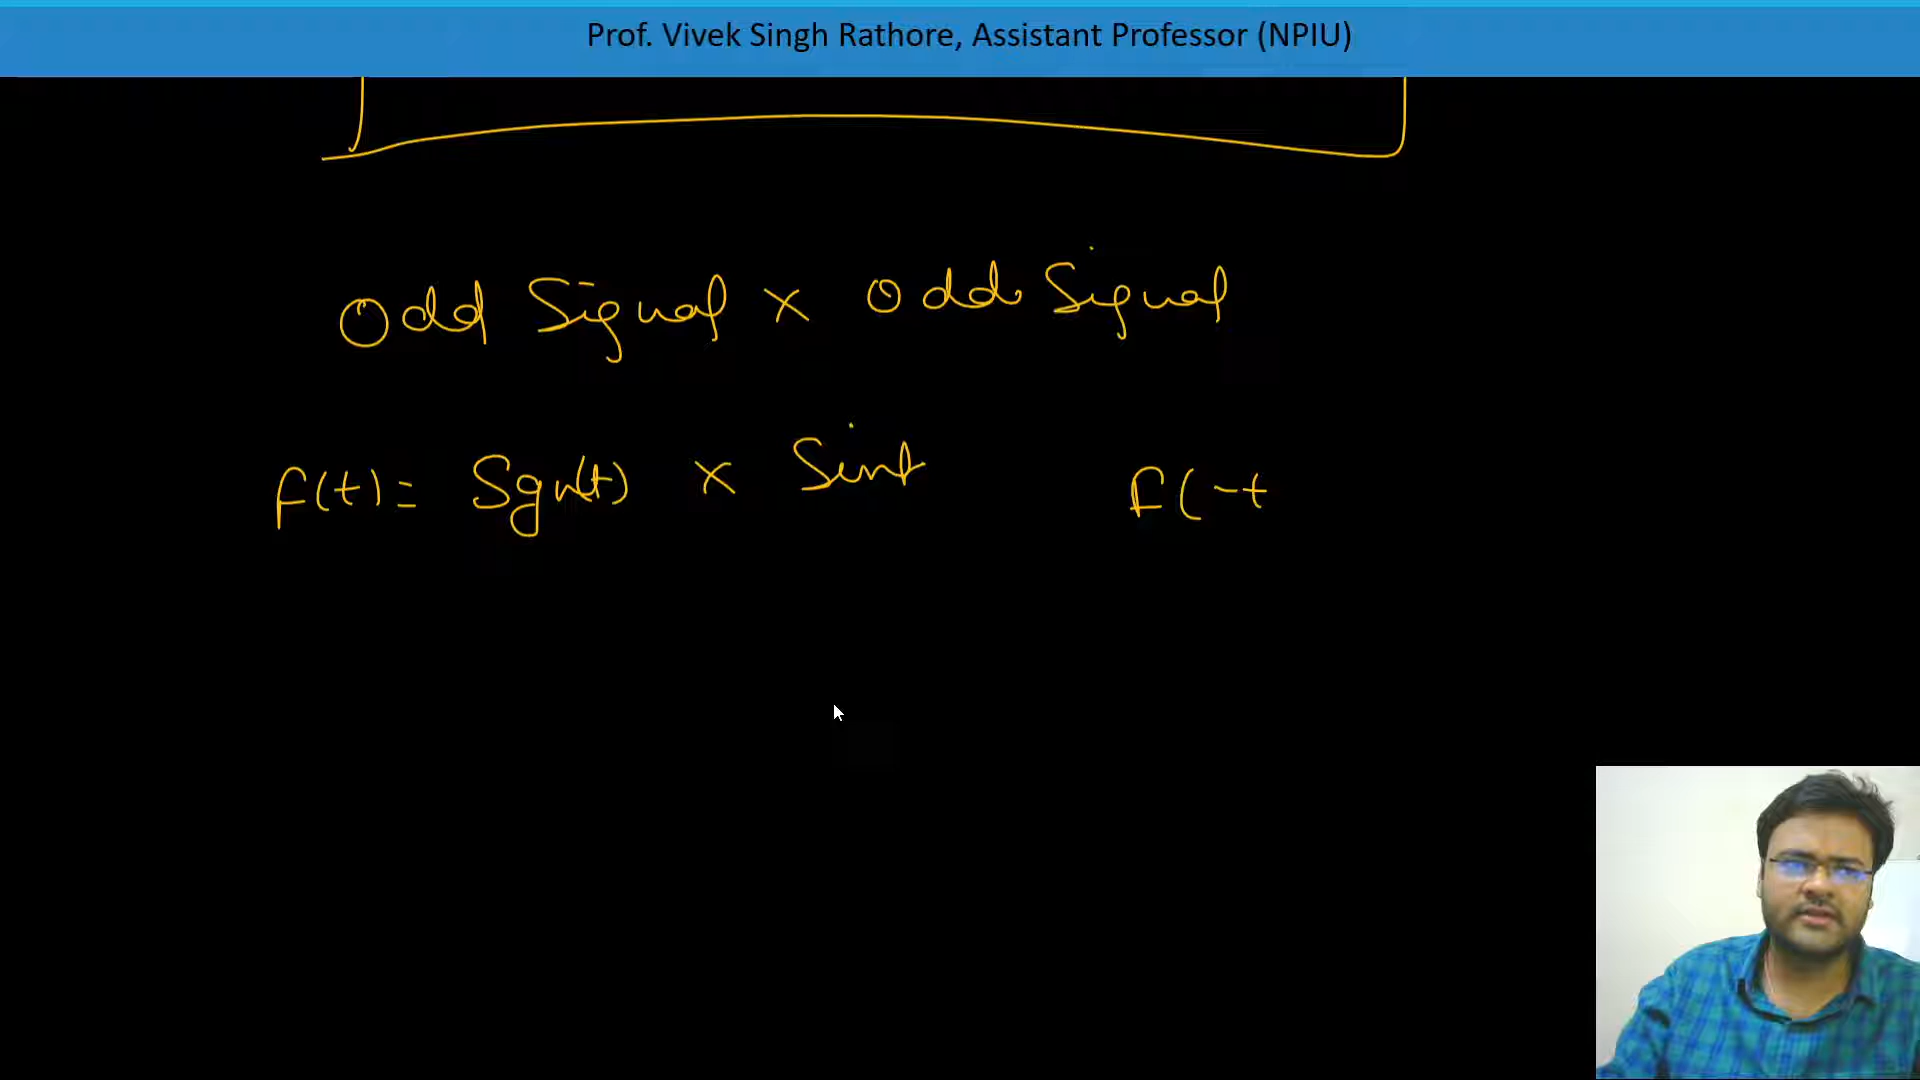 Prof. Vivek Singh Rathore, Assistant Professor (NPIU)
Odd Signal × Odd Signal
f(t) = Sgn(t) × Sint f(-t